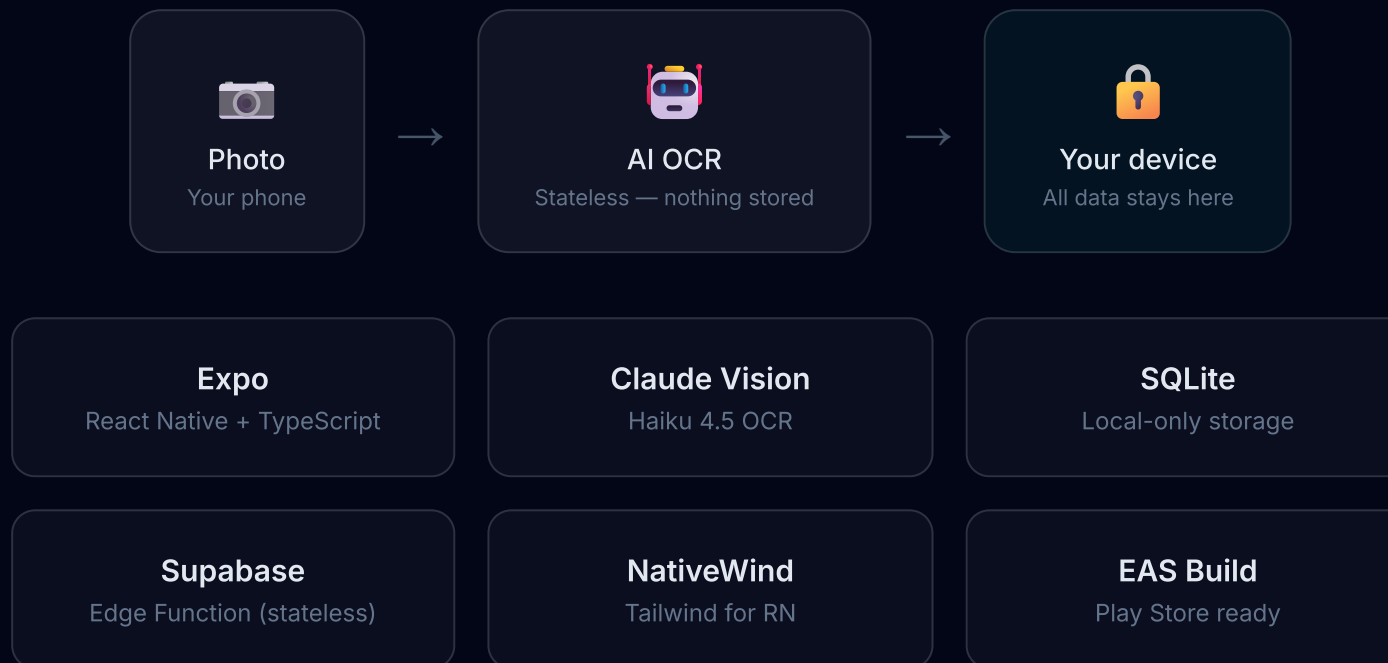 Photo
Your phone
→
AI OCR
Stateless — nothing stored
→
Your device
All data stays here
Expo
React Native + TypeScript
Claude Vision
Haiku 4.5 OCR
SQLite
Local-only storage
Supabase
Edge Function (stateless)
NativeWind
Tailwind for RN
EAS Build
Play Store ready